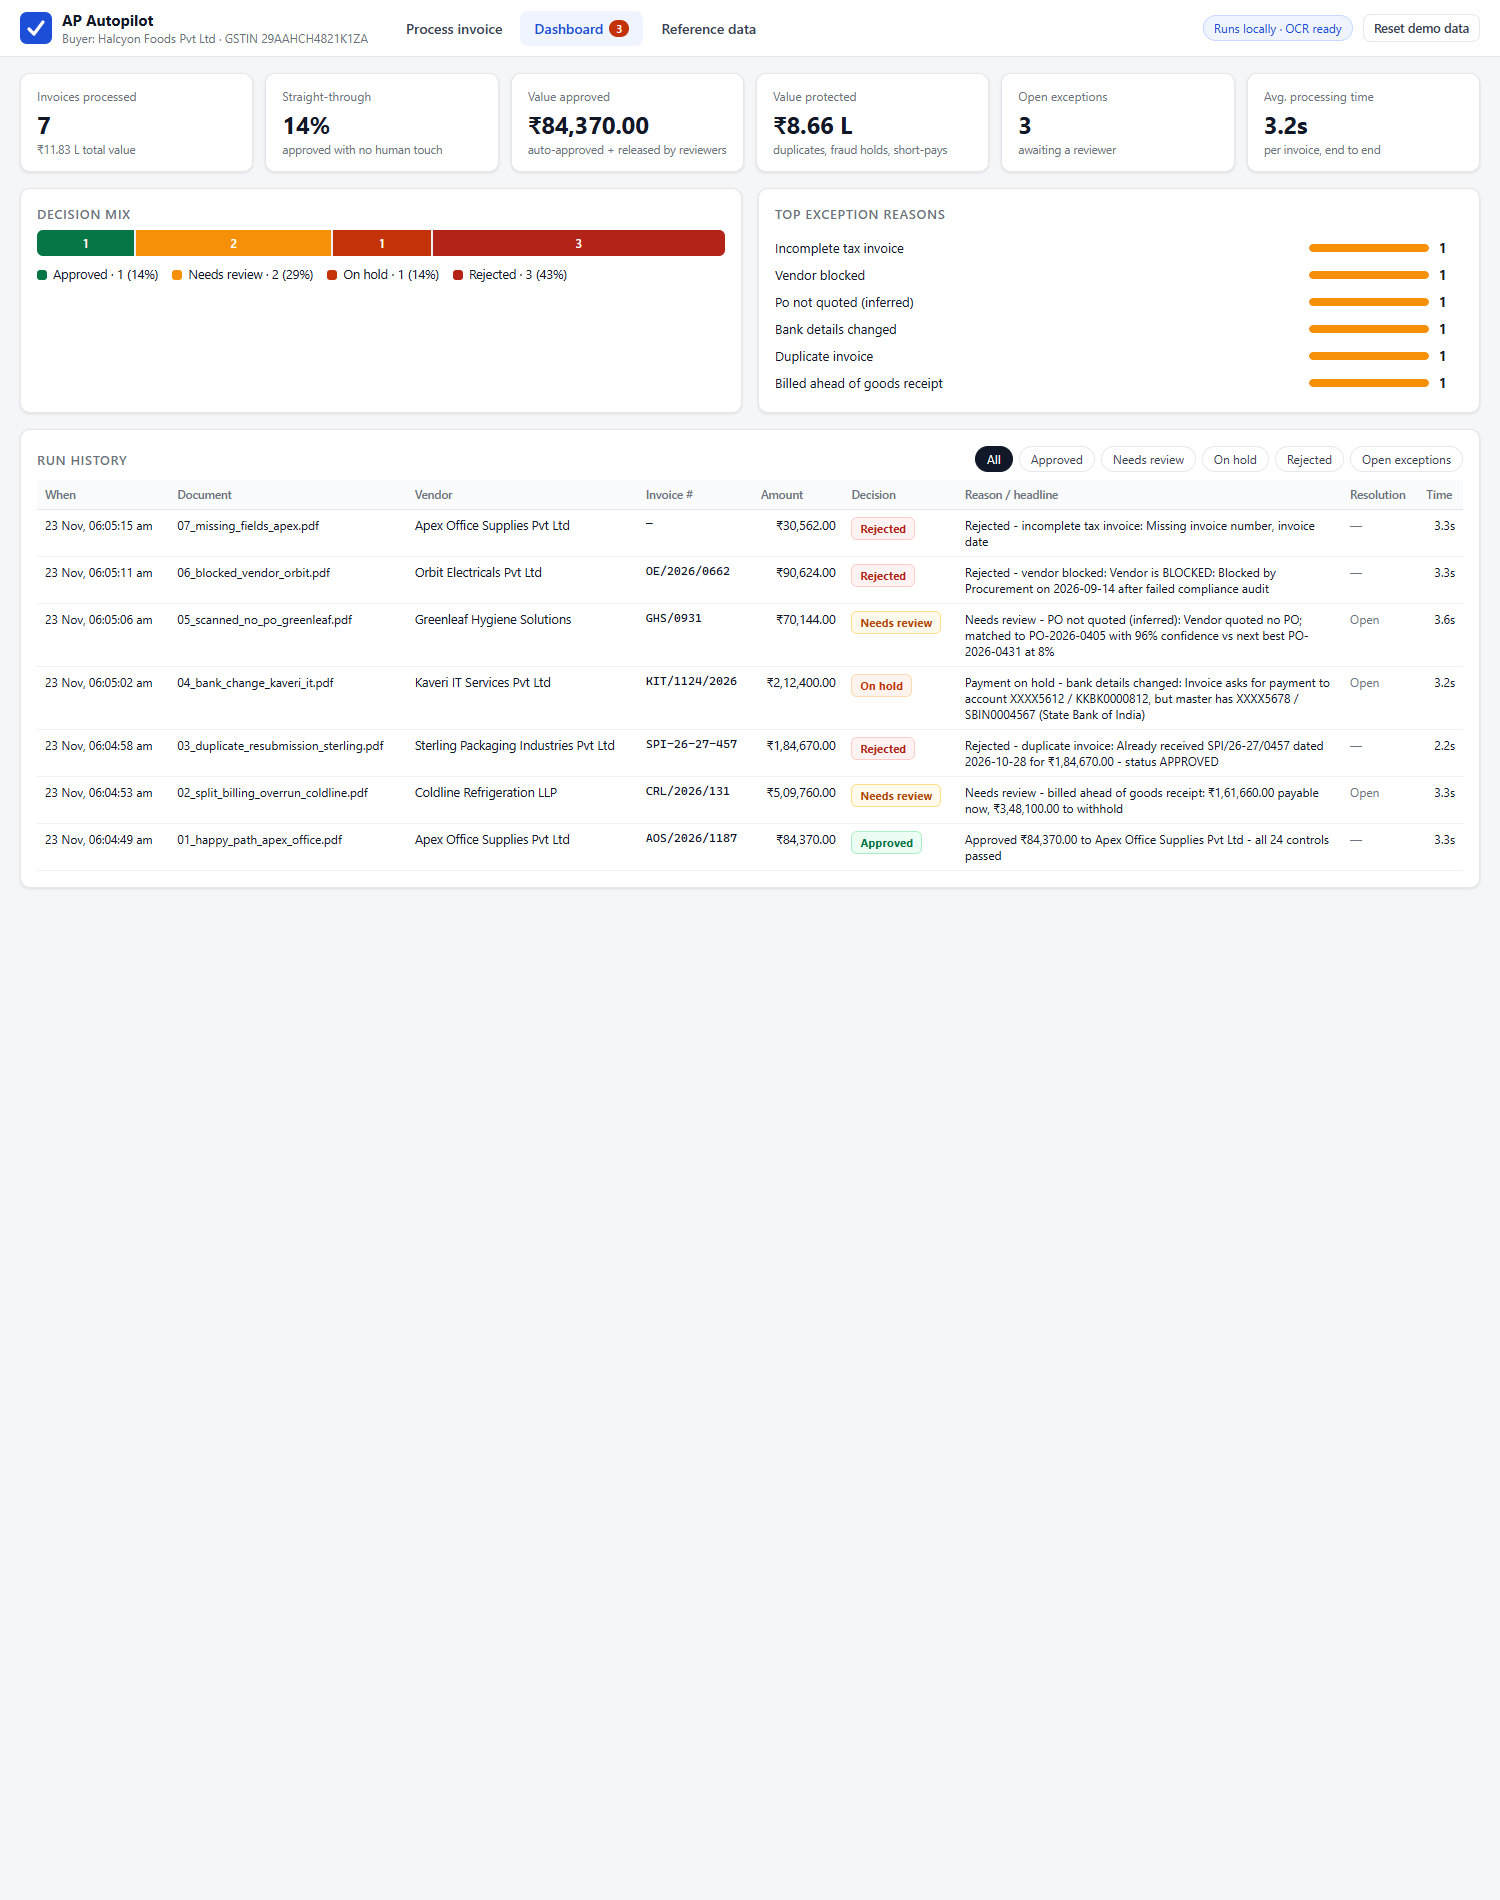 AP Autopilot
Buyer: Halcyon Foods Pvt Ltd · GSTIN 29AAHCH4821K1ZA
Process invoice
Dashboard 3
Reference data
Runs locally · OCR ready
Reset demo data
Invoices processed
7
₹11.83 L total value
Straight-through
14%
approved with no human touch
Value approved
₹84,370.00
auto-approved + released by reviewers
Value protected
₹8.66 L
duplicates, fraud holds, short-pays
Open exceptions
3
awaiting a reviewer
Avg. processing time
3.2s
per invoice, end to end
DECISION MIX
1 2 1 3
Approved · 1 (14%) Needs review · 2 (29%) On hold · 1 (14%) Rejected · 3 (43%)
TOP EXCEPTION REASONS
Incomplete tax invoice 1
Vendor blocked 1
Po not quoted (inferred) 1
Bank details changed 1
Duplicate invoice 1
Billed ahead of goods receipt 1
RUN HISTORY
All Approved Needs review On hold Rejected Open exceptions
When Document Vendor Invoice # Amount Decision Reason / headline Resolution Time
23 Nov, 06:05:15 am 07_missing_fields_apex.pdf Apex Office Supplies Pvt Ltd — ₹30,562.00 Rejected Rejected - incomplete tax invoice: Missing invoice number, invoice — 3.3s
date
23 Nov, 06:05:11 am 06_blocked_vendor_orbit.pdf Orbit Electricals Pvt Ltd OE/2026/0662 ₹90,624.00 Rejected Rejected - vendor blocked: Vendor is BLOCKED: Blocked by — 3.3s
Procurement on 2026-09-14 after failed compliance audit
23 Nov, 06:05:06 am 05_scanned_no_po_greenleaf.pdf Greenleaf Hygiene Solutions GHS/0931 ₹70,144.00 Needs review Needs review - PO not quoted (inferred): Vendor quoted no PO; Open 3.6s
matched to PO-2026-0405 with 96% confidence vs next best PO-
2026-0431 at 8%
23 Nov, 06:05:02 am 04_bank_change_kaveri_it.pdf Kaveri IT Services Pvt Ltd KIT/1124/2026 ₹2,12,400.00 On hold Payment on hold - bank details changed: Invoice asks for payment to Open 3.2s
account XXXX5612 / KKBK0000812, but master has XXXX5678 /
SBIN0004567 (State Bank of India)
23 Nov, 06:04:58 am 03_duplicate_resubmission_sterling.pdf Sterling Packaging Industries Pvt Ltd SPI-26-27-457 ₹1,84,670.00 Rejected Rejected - duplicate invoice: Already received SPI/26-27/0457 dated — 2.2s
2026-10-28 for ₹1,84,670.00 - status APPROVED
23 Nov, 06:04:53 am 02_split_billing_overrun_coldline.pdf Coldline Refrigeration LLP CRL/2026/131 ₹5,09,760.00 Needs review Needs review - billed ahead of goods receipt: ₹1,61,660.00 payable Open 3.3s
now, ₹3,48,100.00 to withhold
23 Nov, 06:04:49 am 01_happy_path_apex_office.pdf Apex Office Supplies Pvt Ltd AOS/2026/1187 ₹84,370.00 Approved Approved ₹84,370.00 to Apex Office Supplies Pvt Ltd - all 24 controls — 3.3s
passed